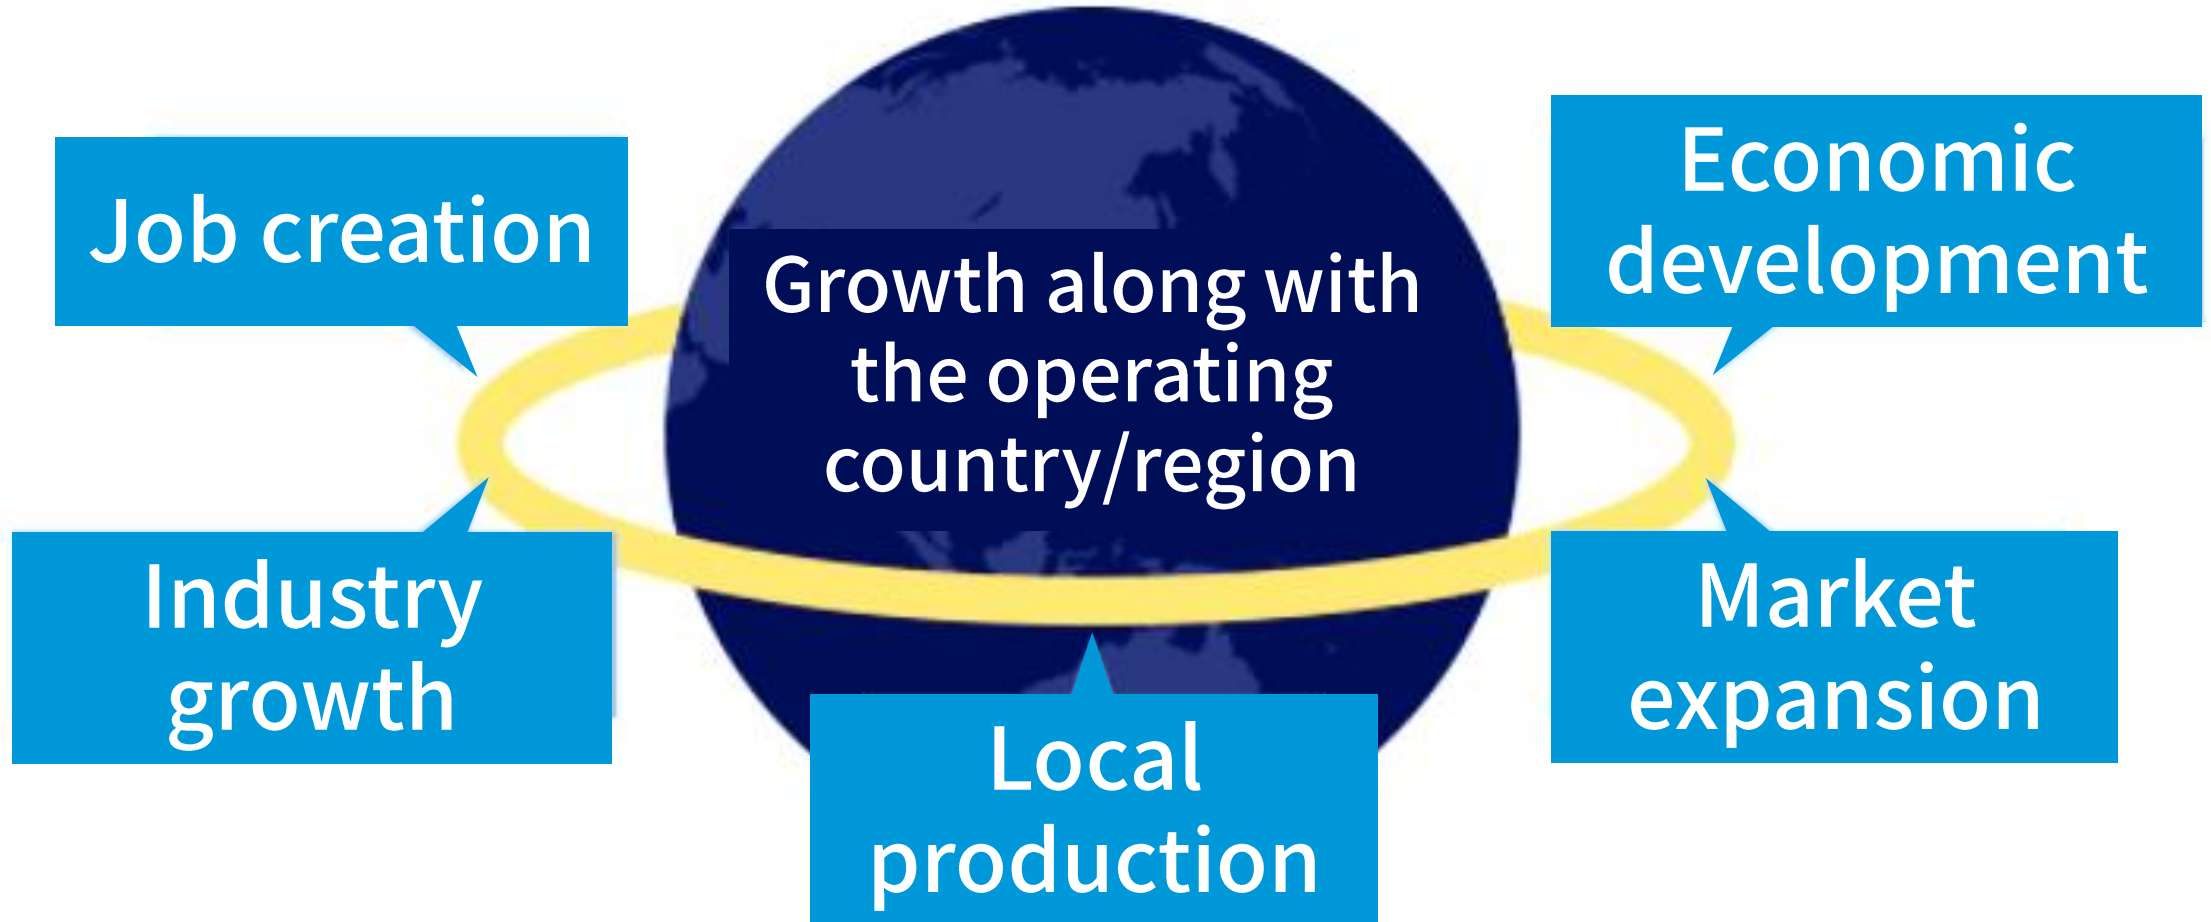 Job creation
Economic
development
Growth along with
the operating
country/region
Industry
growth
Market
expansion
Local
production